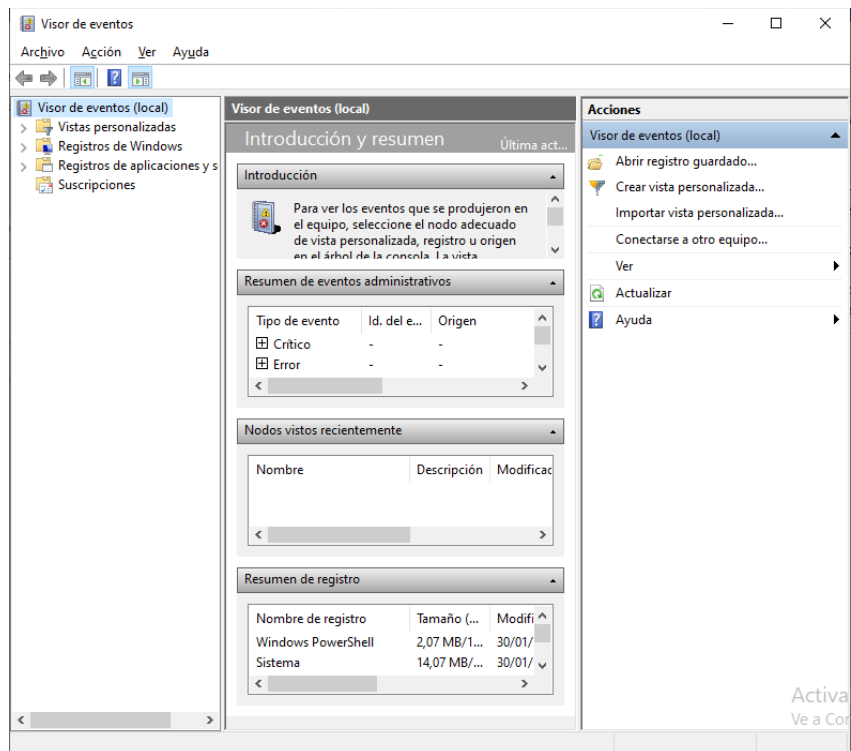 Visor de eventos
Archivo Acción Ver Ayuda
Visor de eventos (local)
Vistas personalizadas
Registros de Windows
Registros de aplicaciones y s
Suscripciones
Visor de eventos (local)
Introducción y resumen
Última act...
Introducción
Para ver los eventos que se produjeron en
el equipo, seleccione el nodo adecuado
de vista personalizada, registro u origen
en el árbol de la consola. La vista
Resumen de eventos administrativos
Tipo de evento Id. del e... Origen
Crítico - -
Error - -
Nodos vistos recientemente
Nombre Descripción Modificac
Resumen de registro
Nombre de registro Tamaño (... Modifi
Windows PowerShell 2,07 MB/1... 30/01/
Sistema 14,07 MB/... 30/01/
Acciones
Visor de eventos (local)
Abrir registro guardado...
Crear vista personalizada...
Importar vista personalizada...
Conectarse a otro equipo...
Ver
Actualizar
Ayuda
Activa
Ve a Con